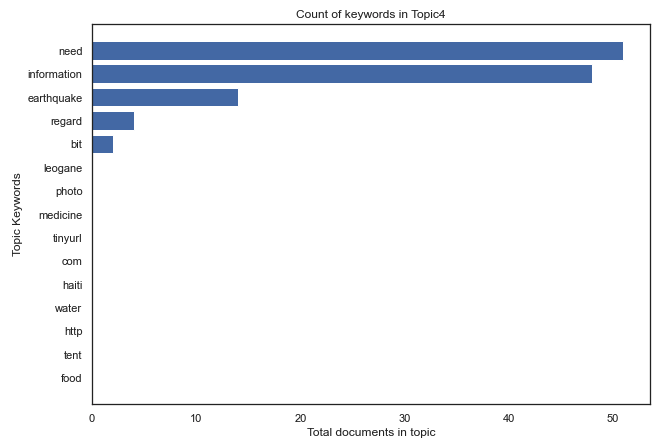 Count of keywords in Topic4
Topic Keywords
need
information
earthquake
regard
bit
leogane
photo
medicine
tinyurl
com
haiti
water
http
tent
food
0 10 20 30 40 50
Total documents in topic